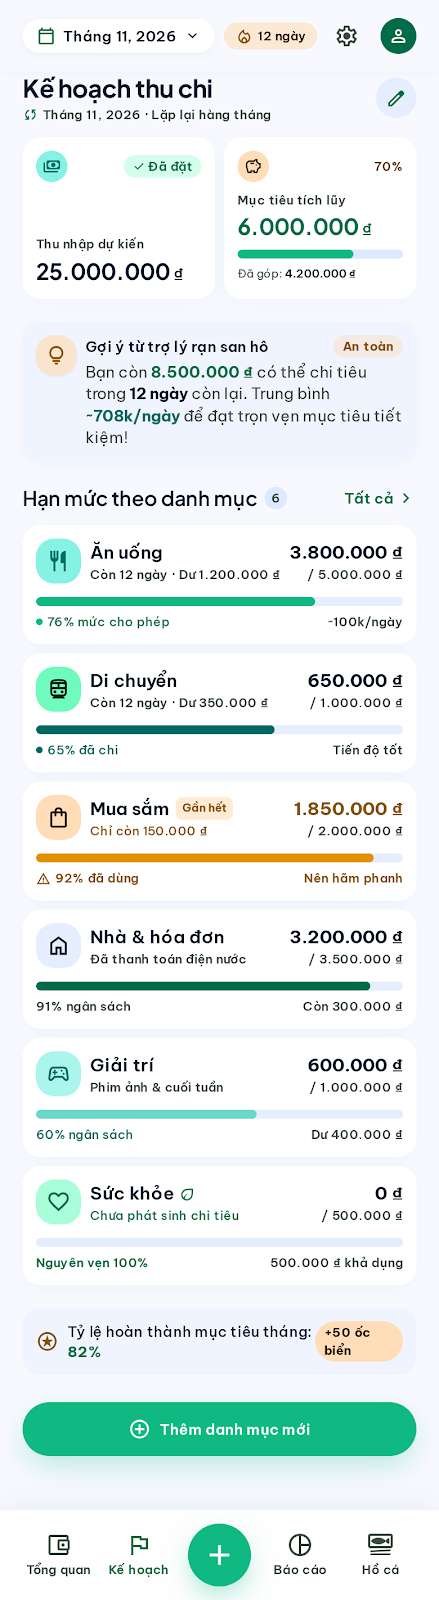 Tháng 11, 2026
12 ngày
Kế hoạch thu chi
Tháng 11, 2026 · Lặp lại hàng tháng
Đã đặt
Thu nhập dự kiến
25.000.000 ₫
70%
Mục tiêu tích lũy
6.000.000 ₫
Đã góp: 4.200.000 ₫
Gợi ý từ trợ lý rạn san hô
An toàn
Bạn còn 8.500.000 ₫ có thể chi tiêu
trong 12 ngày còn lại. Trung bình
~708k/ngày để đạt trọn vẹn mục tiêu tiết
kiệm!
Hạn mức theo danh mục 6
Tất cả
Ăn uống
3.800.000 ₫
Còn 12 ngày · Dư 1.200.000 ₫
/ 5.000.000 ₫
76% mức cho phép
~100k/ngày
Di chuyển
650.000 ₫
Còn 12 ngày · Dư 350.000 ₫
/ 1.000.000 ₫
65% đã chi
Tiến độ tốt
Mua sắm
Gần hết
1.850.000 ₫
Chỉ còn 150.000 ₫
/ 2.000.000 ₫
92% đã dùng
Nên hãm phanh
Nhà & hóa đơn
3.200.000 ₫
Đã thanh toán điện nước
/ 3.500.000 ₫
91% ngân sách
Còn 300.000 ₫
Giải trí
600.000 ₫
Phim ảnh & cuối tuần
/ 1.000.000 ₫
60% ngân sách
Dư 400.000 ₫
Sức khỏe
0 ₫
Chưa phát sinh chi tiêu
/ 500.000 ₫
Nguyên vẹn 100%
500.000 ₫ khả dụng
Tỷ lệ hoàn thành mục tiêu tháng:
82%
+50 ốc
biển
Thêm danh mục mới
Tổng quan
Kế hoạch
Báo cáo
Hồ cá